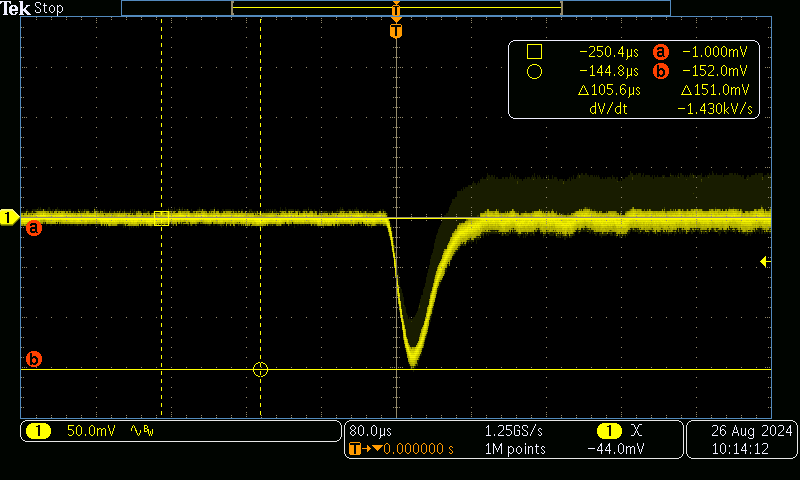 Tek Stop
T
−250.4µs a −1.000mV
−144.8µs b −152.0mV
Δ105.6µs Δ151.0mV
dV/dt −1.430kV/s
1
a
b
1 50.0mV
80.0µs 1.25GS/s 1
T→▼0.000000 s 1M points −44.0mV
26 Aug 2024
10:14:12